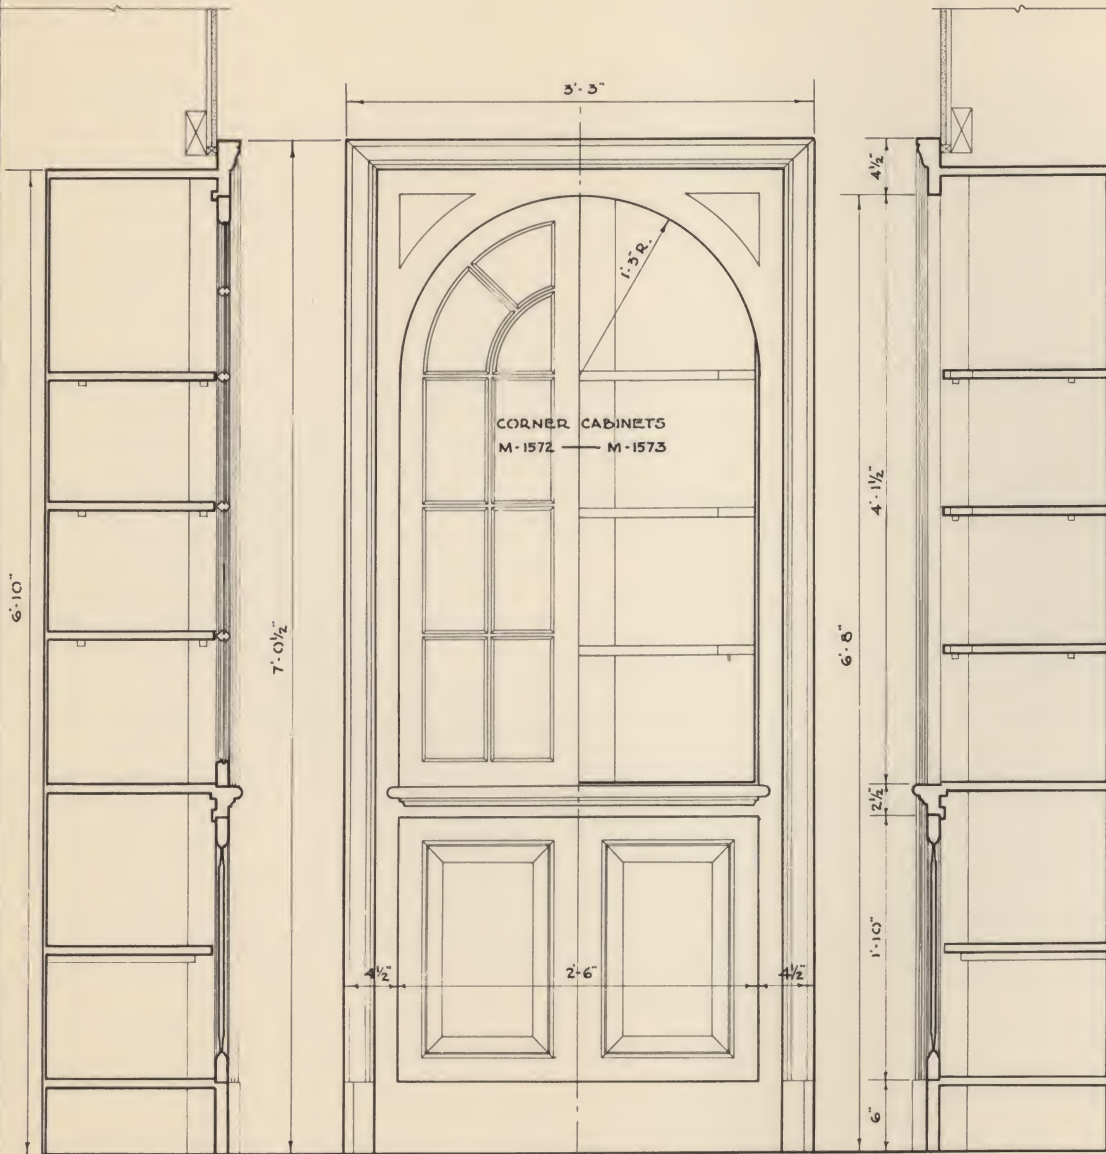 3'-3"
4½"
1'-3" R.
CORNER CABINETS
M-1572 — M-1573
4'-1½"
6'-10"
7'-0½"
6'-8"
2½"
1'-10"
4½" 2'-6" 4½"
6"